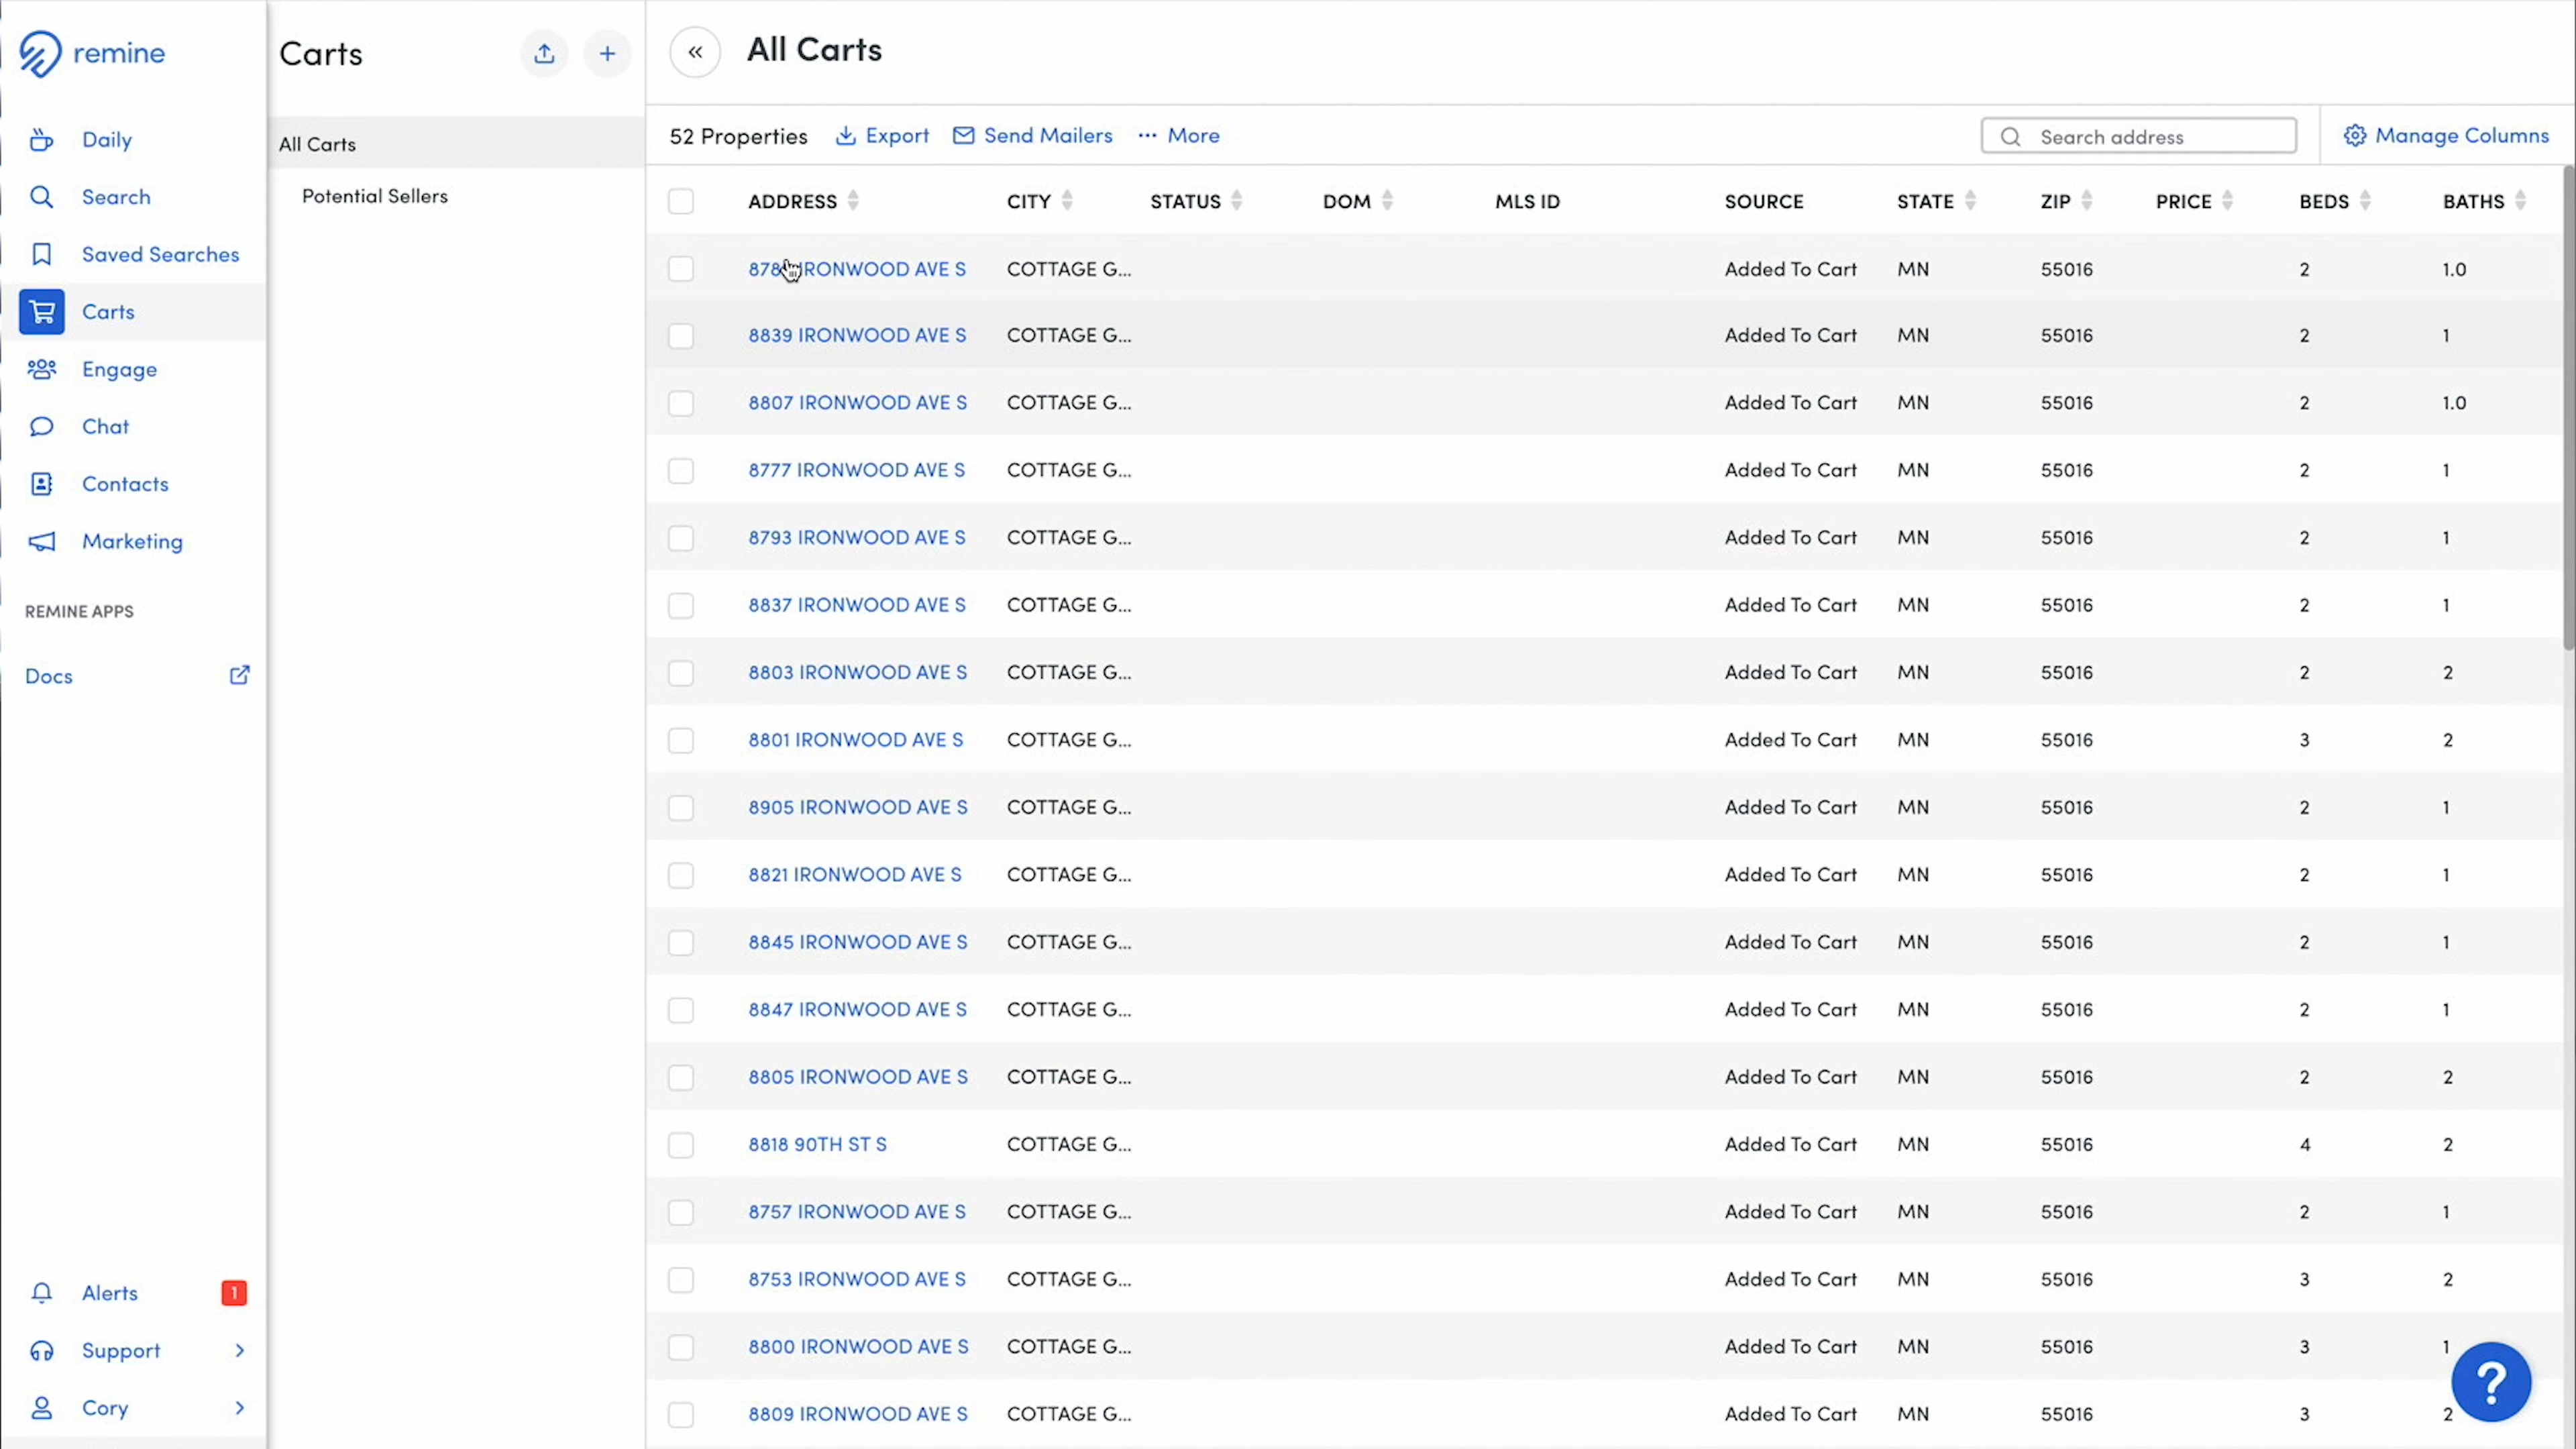 remine
Daily
Search
Saved Searches
Carts
Engage
Chat
Contacts
Marketing
REMINE APPS
Docs
Alerts 1
Support
Cory
Carts
All Carts
Potential Sellers
All Carts
52 Properties Export Send Mailers ••• More Search address Manage Columns
ADDRESS CITY STATUS DOM MLS ID SOURCE STATE ZIP PRICE BEDS BATHS
IRONWOOD AVE S COTTAGE G... Added To Cart MN 55016 2 1.0
8839 IRONWOOD AVE S COTTAGE G... Added To Cart MN 55016 2 1
8807 IRONWOOD AVE S COTTAGE G... Added To Cart MN 55016 2 1.0
8777 IRONWOOD AVE S COTTAGE G... Added To Cart MN 55016 2 1
8793 IRONWOOD AVE S COTTAGE G... Added To Cart MN 55016 2 1
8837 IRONWOOD AVE S COTTAGE G... Added To Cart MN 55016 2 1
8803 IRONWOOD AVE S COTTAGE G... Added To Cart MN 55016 2 2
8801 IRONWOOD AVE S COTTAGE G... Added To Cart MN 55016 3 2
8905 IRONWOOD AVE S COTTAGE G... Added To Cart MN 55016 2 1
8821 IRONWOOD AVE S COTTAGE G... Added To Cart MN 55016 2 1
8845 IRONWOOD AVE S COTTAGE G... Added To Cart MN 55016 2 1
8847 IRONWOOD AVE S COTTAGE G... Added To Cart MN 55016 2 1
8805 IRONWOOD AVE S COTTAGE G... Added To Cart MN 55016 2 2
8818 90TH ST S COTTAGE G... Added To Cart MN 55016 4 2
8757 IRONWOOD AVE S COTTAGE G... Added To Cart MN 55016 2 1
8753 IRONWOOD AVE S COTTAGE G... Added To Cart MN 55016 3 2
8800 IRONWOOD AVE S COTTAGE G... Added To Cart MN 55016 3 1
8809 IRONWOOD AVE S COTTAGE G... Added To Cart MN 55016 3 2
?